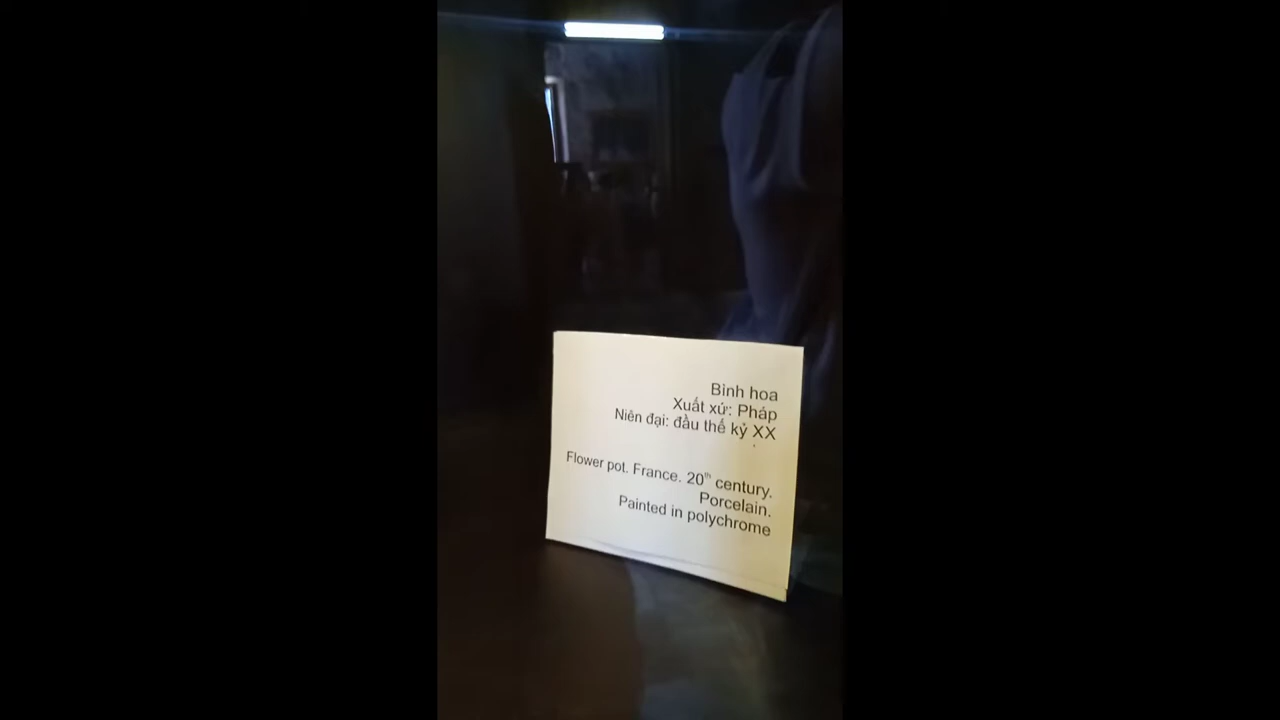 Bình hoa
Xuất xứ: Pháp
Niên đại: đầu thế kỷ XX
Flower pot. France. 20th century.
Porcelain.
Painted in polychrome